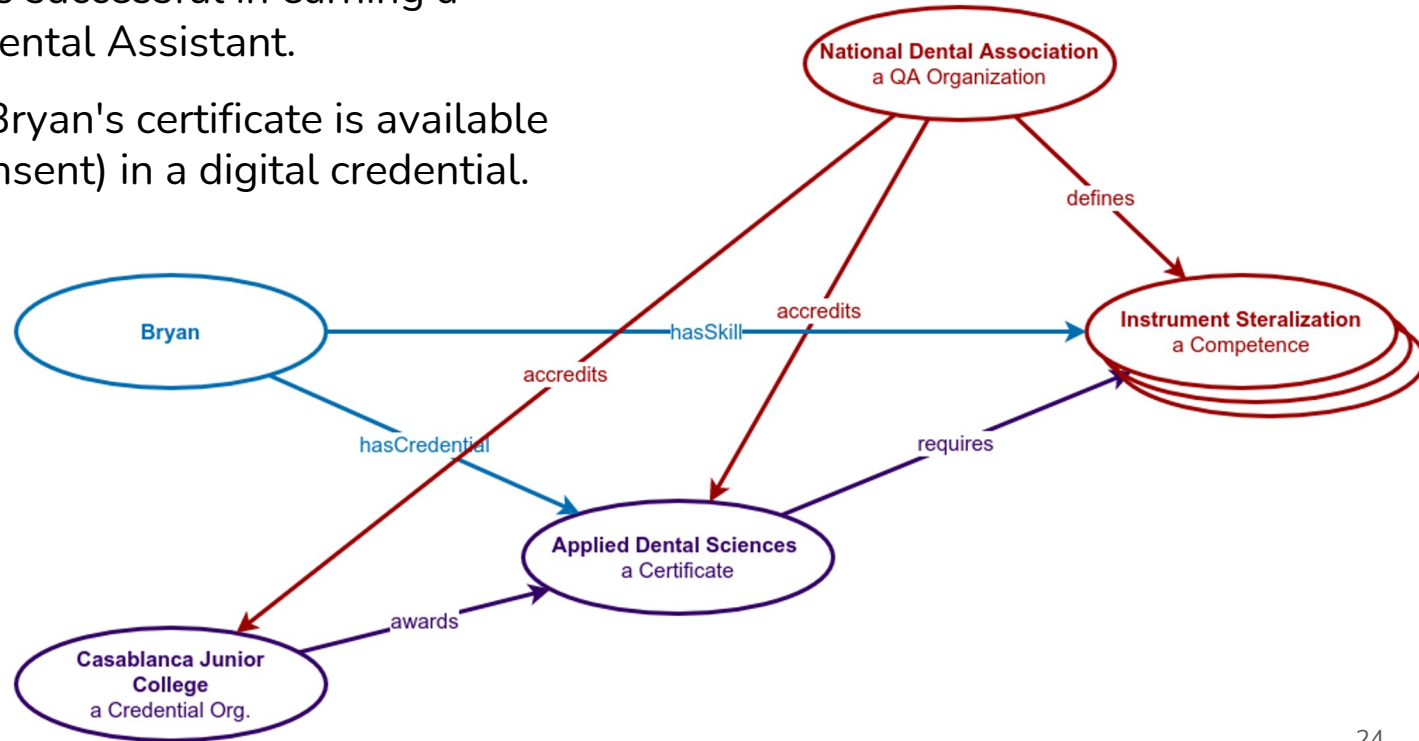 ental Assistant.
Bryan's certificate is available
nsent) in a digital credential.
National Dental Association
a QA Organization
defines
accredits
hasSkill
Bryan
Instrument Steralization
a Competence
accredits
hasCredential
requires
Applied Dental Sciences
a Certificate
awards
Casablanca Junior
College
a Credential Org.
24